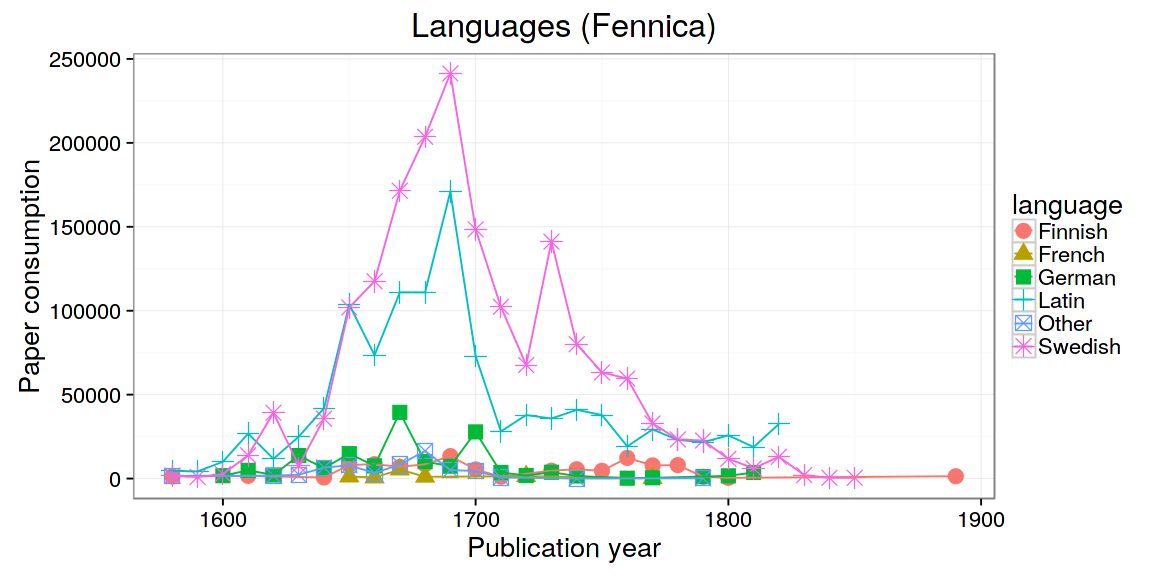 Languages (Fennica)
Paper consumption
250000
200000
150000
100000
50000
0
1600
1700
1800
1900
Publication year
language
Finnish
French
German
Latin
Other
Swedish